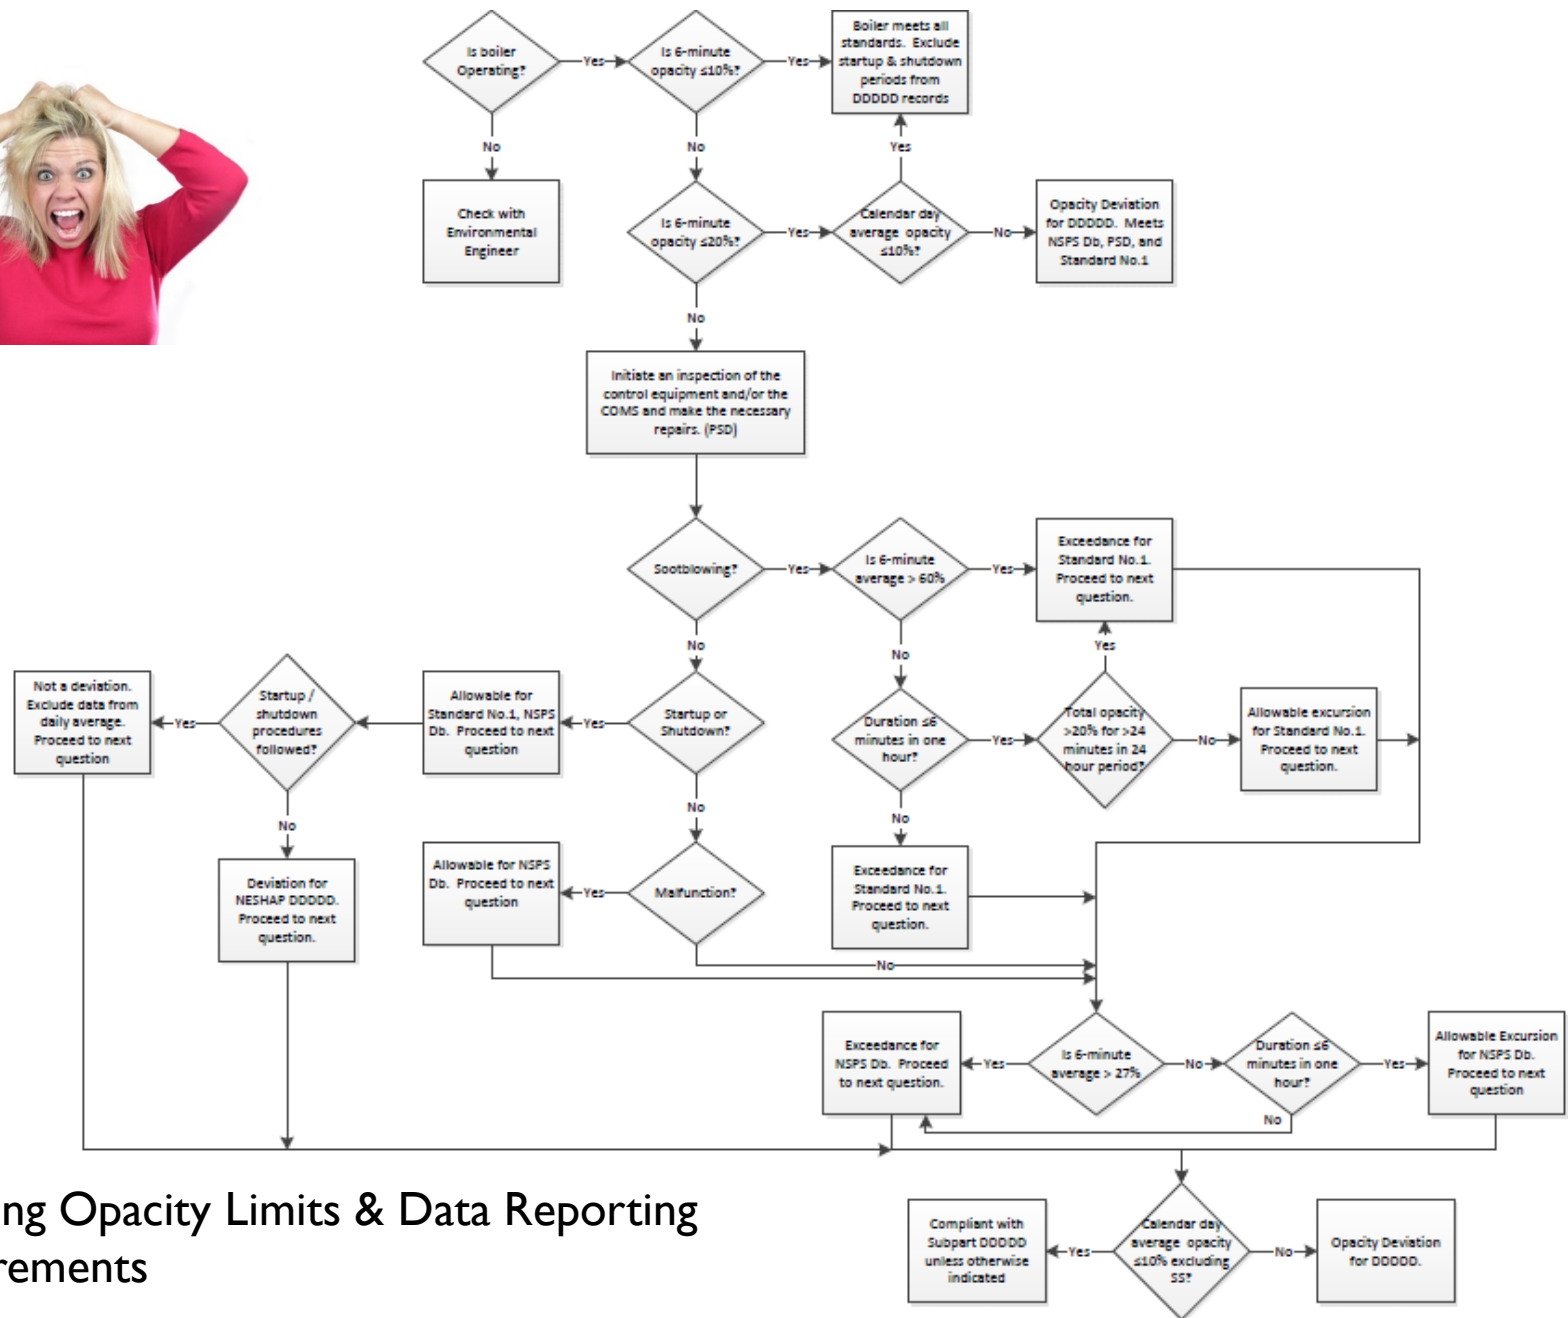 Is boiler
Operating?
Yes
Is 6-minute
opacity ≤10%?
Yes
Boiler meets all
standards. Exclude
startup & shutdown
periods from
DDDDD records
No
No
Yes
Check with
Environmental
Engineer
Is 6-minute
opacity ≤20%?
Yes
Calendar day
average opacity
≤10%?
No
Opacity Deviation
for DDDDD. Meets
NSPS Db, PSD, and
Standard No.1
No
Initiate an inspection of the
control equipment and/or the
COMS and make the necessary
repairs. (PSD)
Sootblowing?
Yes
Is 6-minute
average > 60%
Yes
Exceedance for
Standard No.1.
Proceed to next
question.
No
No
Yes
Not a deviation.
Exclude data from
daily average.
Proceed to next
question
Yes
Startup /
shutdown
procedures
followed?
Allowable for
Standard No.1, NSPS
Db. Proceed to next
question
Yes
Startup or
Shutdown?
Duration ≤6
minutes in one
hour?
Yes
Total opacity
>20% for >24
minutes in 24
hour period?
No
Allowable excursion
for Standard No.1.
Proceed to next
question.
No
No
No
Deviation for
NESHAP DDDDD.
Proceed to next
question.
Allowable for NSPS
Db. Proceed to next
question
Yes
Malfunction?
Exceedance for
Standard No.1.
Proceed to next
question.
No
Exceedance for
NSPS Db. Proceed
to next question.
Yes
Is 6-minute
average > 27%
No
Duration ≤6
minutes in one
hour?
Yes
Allowable Excursion
for NSPS Db.
Proceed to next
question
No
ng Opacity Limits & Data Reporting
rements
Compliant with
Subpart DDDDD
unless otherwise
indicated
Yes
Calendar day
average opacity
≤10% excluding
SS?
No
Opacity Deviation
for DDDDD.